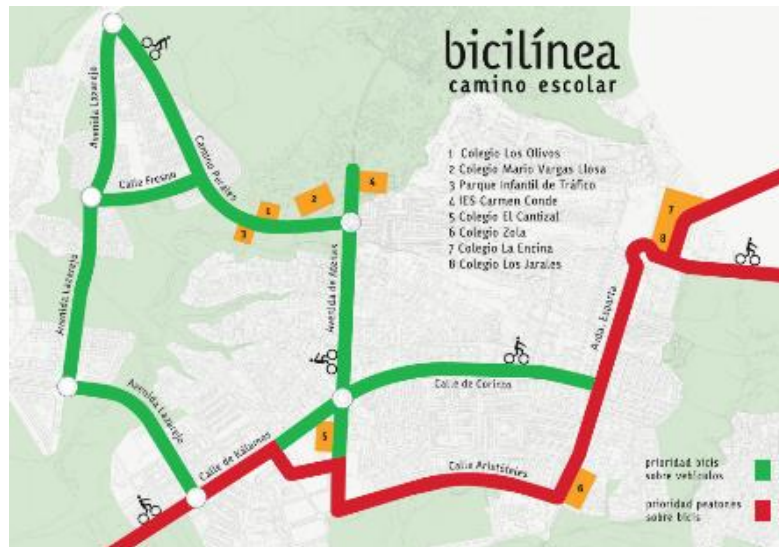 bicilínea
camino escolar
1 Colegio Los Olivos
2 Colegio Mario Vargas Llosa
3 Parque Infantil de Tráfico
4 IES Carmen Conde
5 Colegio El Cantizal
6 Colegio Zola
7 Colegio La Encina
8 Colegio Los Jarales
Avenida Lazarejo
Camino Perales
Calle Fresno
1
2
3
4
7
8
Avenida Lazarejo
Avenida de Atenas
Avda. Esparta
Avenida Lazarejo
Calle de Corinto
5
Calle de Kálamos
Calle Aristóteles
6
prioridad bicis
sobre vehículos
prioridad peatones
sobre bicis